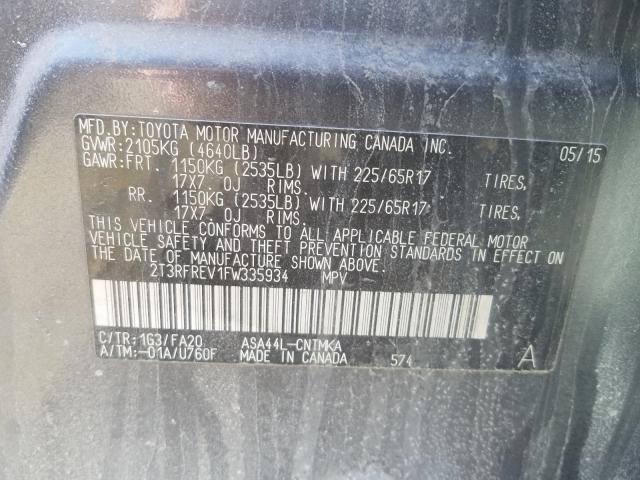 MFD.BY:TOYOTA MOTOR MANUFACTURING CANADA INC.
GVWR:2105KG (4640LB) 05/15
GAWR:FRT. 1150KG (2535LB) WITH 225/65R17 TIRES,
17X7. 0J RIMS.
RR. 1150KG (2535LB) WITH 225/65R17 TIRES,
17X7. 0J RIMS.
THIS VEHICLE CONFORMS TO ALL APPLICABLE FEDERAL MOTOR
VEHICLE SAFETY AND THEFT PREVENTION STANDARDS IN EFFECT ON
THE DATE OF MANUFACTURE SHOWN ABOVE.
2T3RFREV1FW335934 MPV
C/TR:1G3/FA20 ASA44L-CNTMKA
A/TM:-01A/U760F MADE IN CANADA 574 A